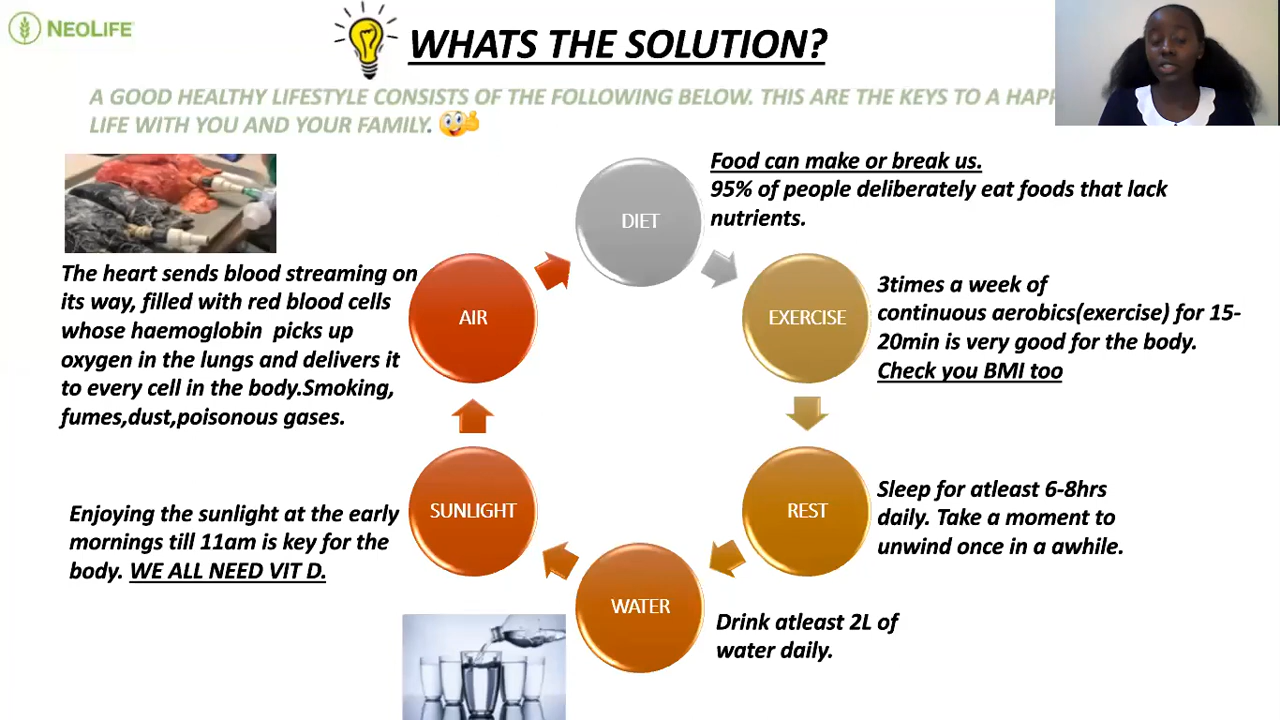 NEOLIFE
WHATS THE SOLUTION?
A GOOD HEALTHY LIFESTYLE CONSISTS OF THE FOLLOWING BELOW. THIS ARE THE KEYS TO A
LIFE WITH YOU AND YOUR FAMILY.
Food can make or break us.
95% of people deliberately eat foods that lack
nutrients.
DIET
The heart sends blood streaming on
its way, filled with red blood cells
whose haemoglobin picks up
oxygen in the lungs and delivers it
to every cell in the body.Smoking,
fumes,dust,poisonous gases.
AIR
EXERCISE
3times a week of
continuous aerobics(exercise) for 15-
20min is very good for the body.
Check you BMI too
Enjoying the sunlight at the early
mornings till 11am is key for the
body. WE ALL NEED VIT D.
SUNLIGHT
REST
Sleep for atleast 6-8hrs
daily. Take a moment to
unwind once in a awhile.
WATER
Drink atleast 2L of
water daily.